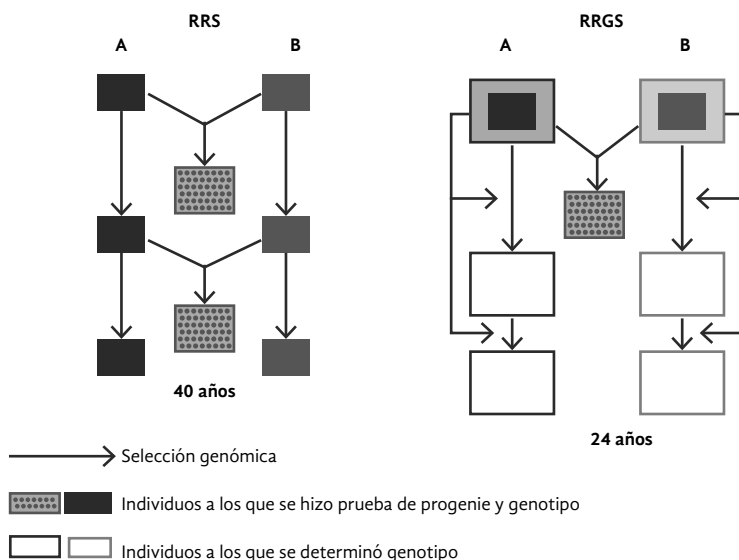 RRS
A B
40 años
RRGS
A B
24 años
Selección genómica
Individuos a los que se hizo prueba de progenie y genotipo
Individuos a los que se determinó genotipo